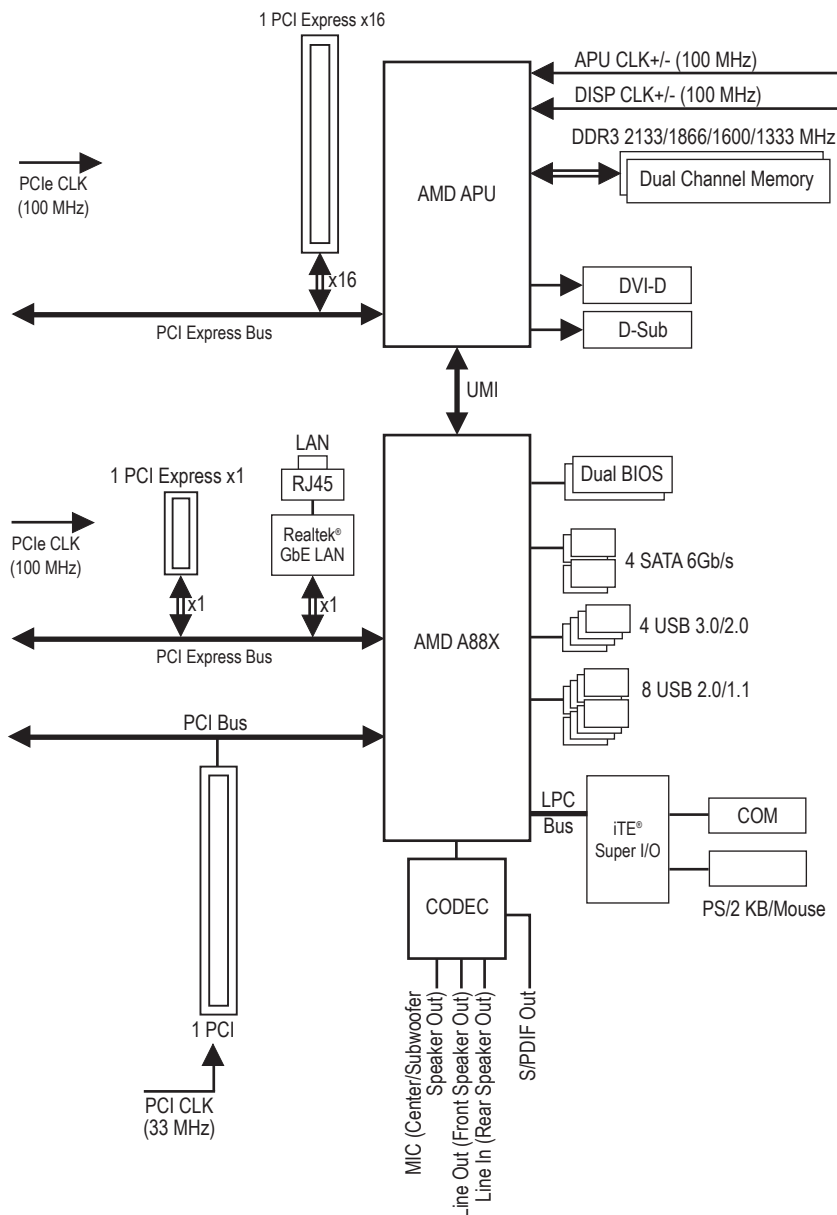 1 PCI Express x16
APU CLK+/- (100 MHz)
DISP CLK+/- (100 MHz)
DDR3 2133/1866/1600/1333 MHz
Dual Channel Memory
PCIe CLK
(100 MHz)
AMD APU
x16
DVI-D
D-Sub
PCI Express Bus
UMI
LAN
RJ45
1 PCI Express x1
Dual BIOS
Realtek®
GbE LAN
PCIe CLK
(100 MHz)
4 SATA 6Gb/s
x1
x1
4 USB 3.0/2.0
AMD A88X
PCI Express Bus
8 USB 2.0/1.1
PCI Bus
LPC
Bus
iTE®
Super I/O
COM
PS/2 KB/Mouse
CODEC
MIC (Center/Subwoofer
Speaker Out)
Line Out (Front Speaker Out)
Line In (Rear Speaker Out)
S/PDIF Out
1 PCI
PCI CLK
(33 MHz)